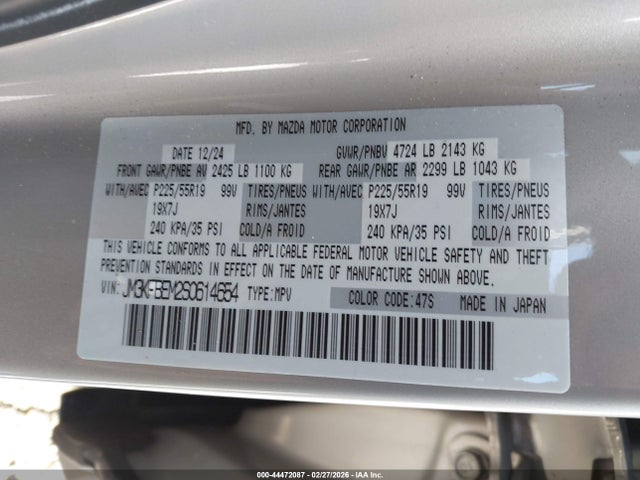 MFD. BY MAZDA MOTOR CORPORATION
DATE 12/24 GVWR/PNBV 4724 LB 2143 KG
FRONT GAWR/PNBE AV 2425 LB 1100 KG REAR GAWR/PNBE AR 2299 LB 1043 KG
WITH/AVEC P225/55R19 99V TIRES/PNEUS WITH/AVEC P225/55R19 99V TIRES/PNEUS
19X7J RIMS/JANTES 19X7J RIMS/JANTES
240 KPA/35 PSI COLD/A FROID 240 KPA/35 PSI COLD/A FROID
THIS VEHICLE CONFORMS TO ALL APPLICABLE FEDERAL MOTOR VEHICLE SAFETY AND THEFT
PREVENTION STANDARDS IN EFFECT ON THE DATE OF MANUFACTURE SHOWN ABOVE.
VIN: JM3KFBEM2S0614654 TYPE:MPV COLOR CODE:47S MADE IN JAPAN
000-44472087 - 02/27/2026 - IAA Inc.